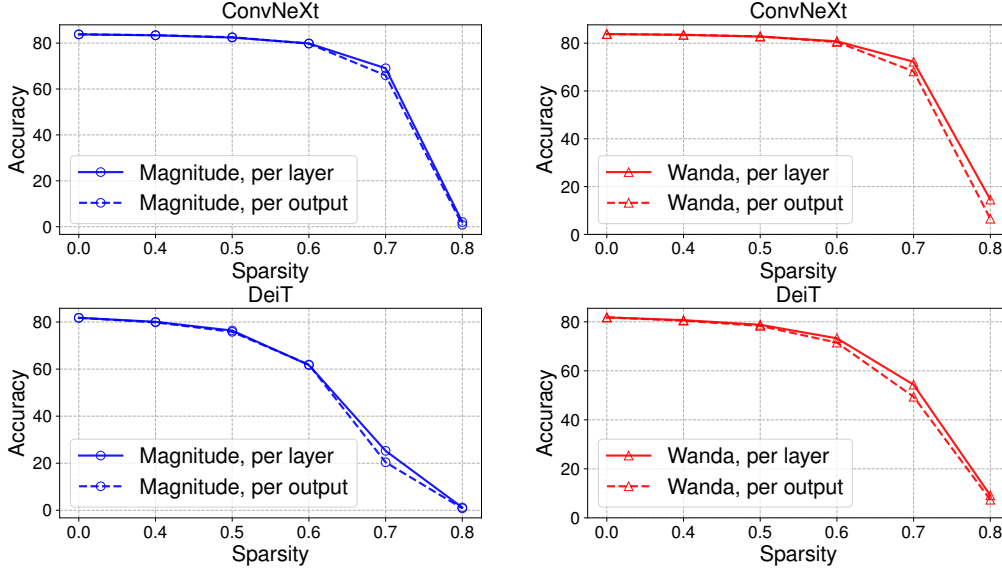 ConvNeXt
80
60
40
20
0
Accuracy
Magnitude, per layer
Magnitude, per output
0.0 0.4 0.5 0.6 0.7 0.8
Sparsity
ConvNeXt
80
60
40
20
0
Accuracy
Wanda, per layer
Wanda, per output
0.0 0.4 0.5 0.6 0.7 0.8
Sparsity
DeiT
80
60
40
20
0
Accuracy
Magnitude, per layer
Magnitude, per output
0.0 0.4 0.5 0.6 0.7 0.8
Sparsity
DeiT
80
60
40
20
0
Accuracy
Wanda, per layer
Wanda, per output
0.0 0.4 0.5 0.6 0.7 0.8
Sparsity